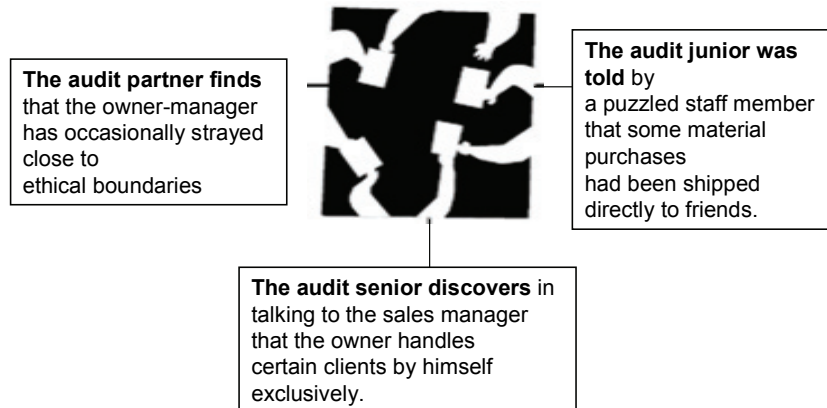 The audit partner finds
that the owner-manager
has occasionally strayed
close to
ethical boundaries
The audit junior was
told by
a puzzled staff member
that some material
purchases
had been shipped
directly to friends.
The audit senior discovers in
talking to the sales manager
that the owner handles
certain clients by himself
exclusively.